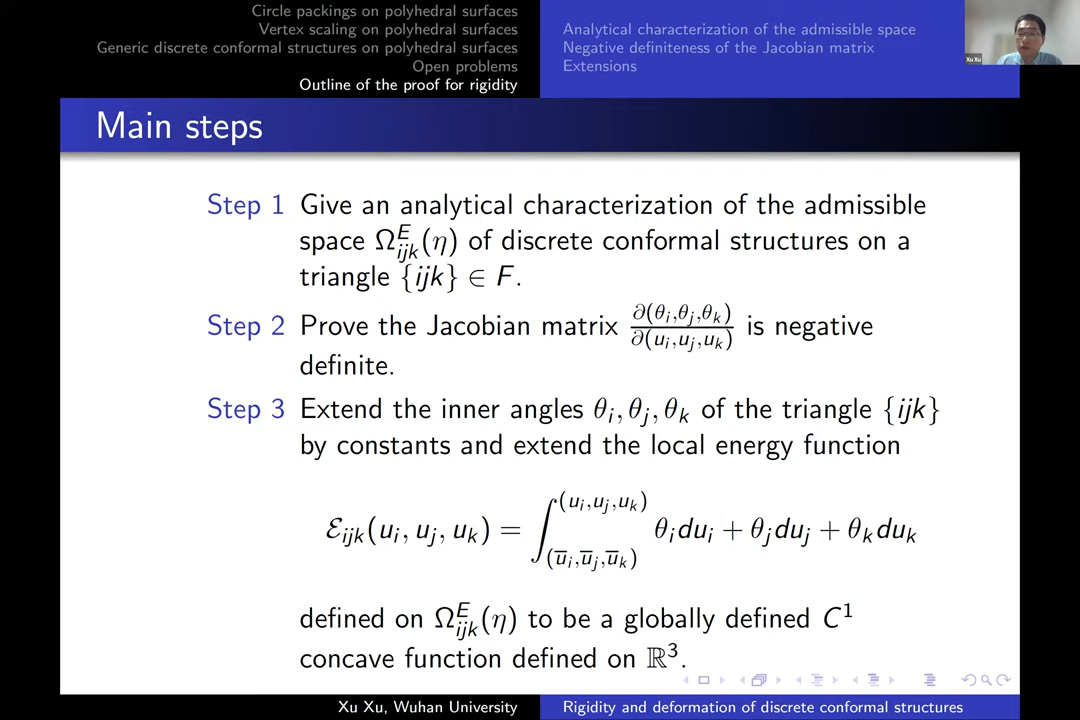 Circle packings on polyhedral surfaces
Vertex scaling on polyhedral surfaces
Generic discrete conformal structures on polyhedral surfaces
Open problems
Outline of the proof for rigidity
Analytical characterization of the admissible space
Negative definiteness of the Jacobian matrix
Extensions
Xu Xu
Main steps
Step 1 Give an analytical characterization of the admissible
space Ω^E_{ijk}(η) of discrete conformal structures on a
triangle {ijk} ∈ F.
Step 2 Prove the Jacobian matrix ∂(θ_i,θ_j,θ_k)/∂(u_i,u_j,u_k) is negative
definite.
Step 3 Extend the inner angles θ_i, θ_j, θ_k of the triangle {ijk}
by constants and extend the local energy function
ℰ_{ijk}(u_i, u_j, u_k) = ∫_{(ū_i,ū_j,ū_k)}^{(u_i,u_j,u_k)} θ_i du_i + θ_j du_j + θ_k du_k
defined on Ω^E_{ijk}(η) to be a globally defined C^1
concave function defined on ℝ^3.
Xu Xu, Wuhan University
Rigidity and deformation of discrete conformal structures